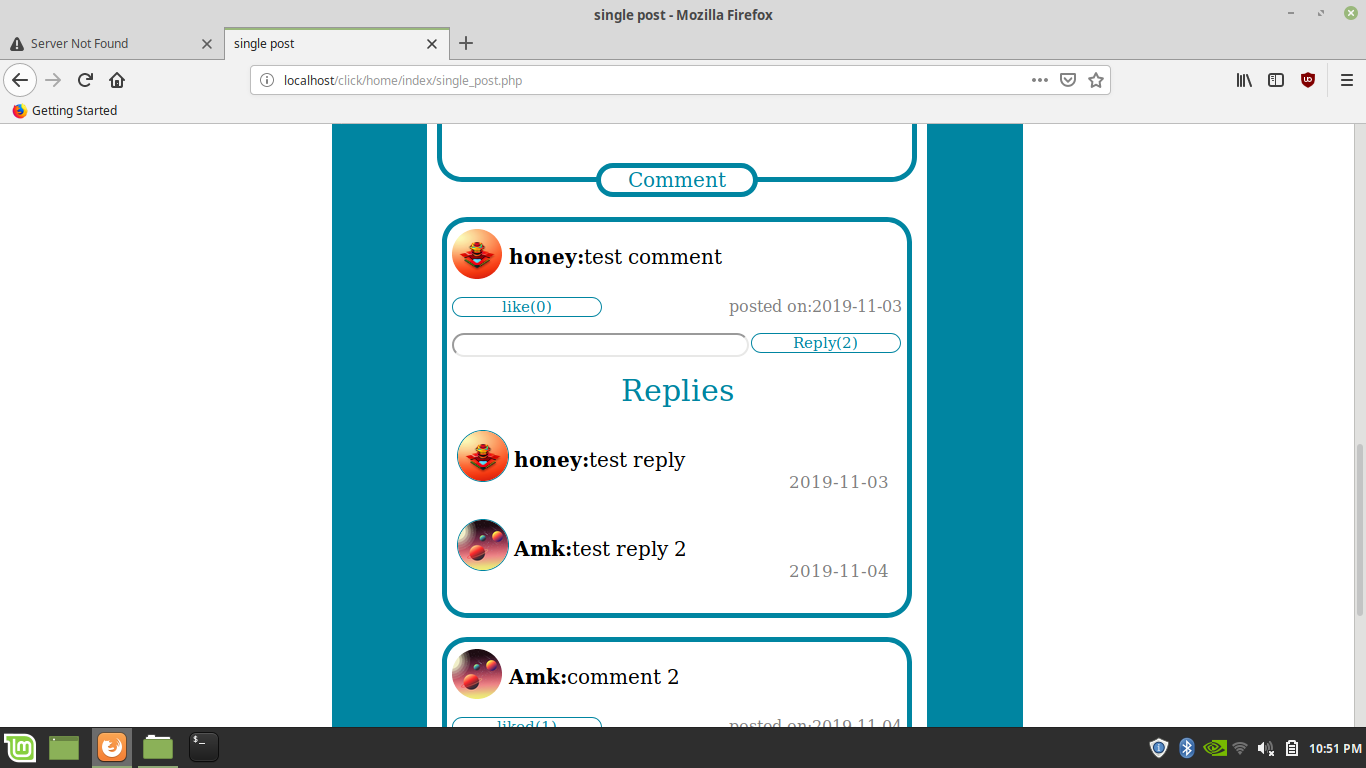 single post - Mozilla Firefox
Server Not Found
single post
localhost/click/home/index/single_post.php
Getting Started
Comment
honey:test comment
like(0)
posted on:2019-11-03
Reply(2)
Replies
honey:test reply
2019-11-03
Amk:test reply 2
2019-11-04
Amk:comment 2
liked(1)
posted on:2019-11-04
$_
10:51 PM